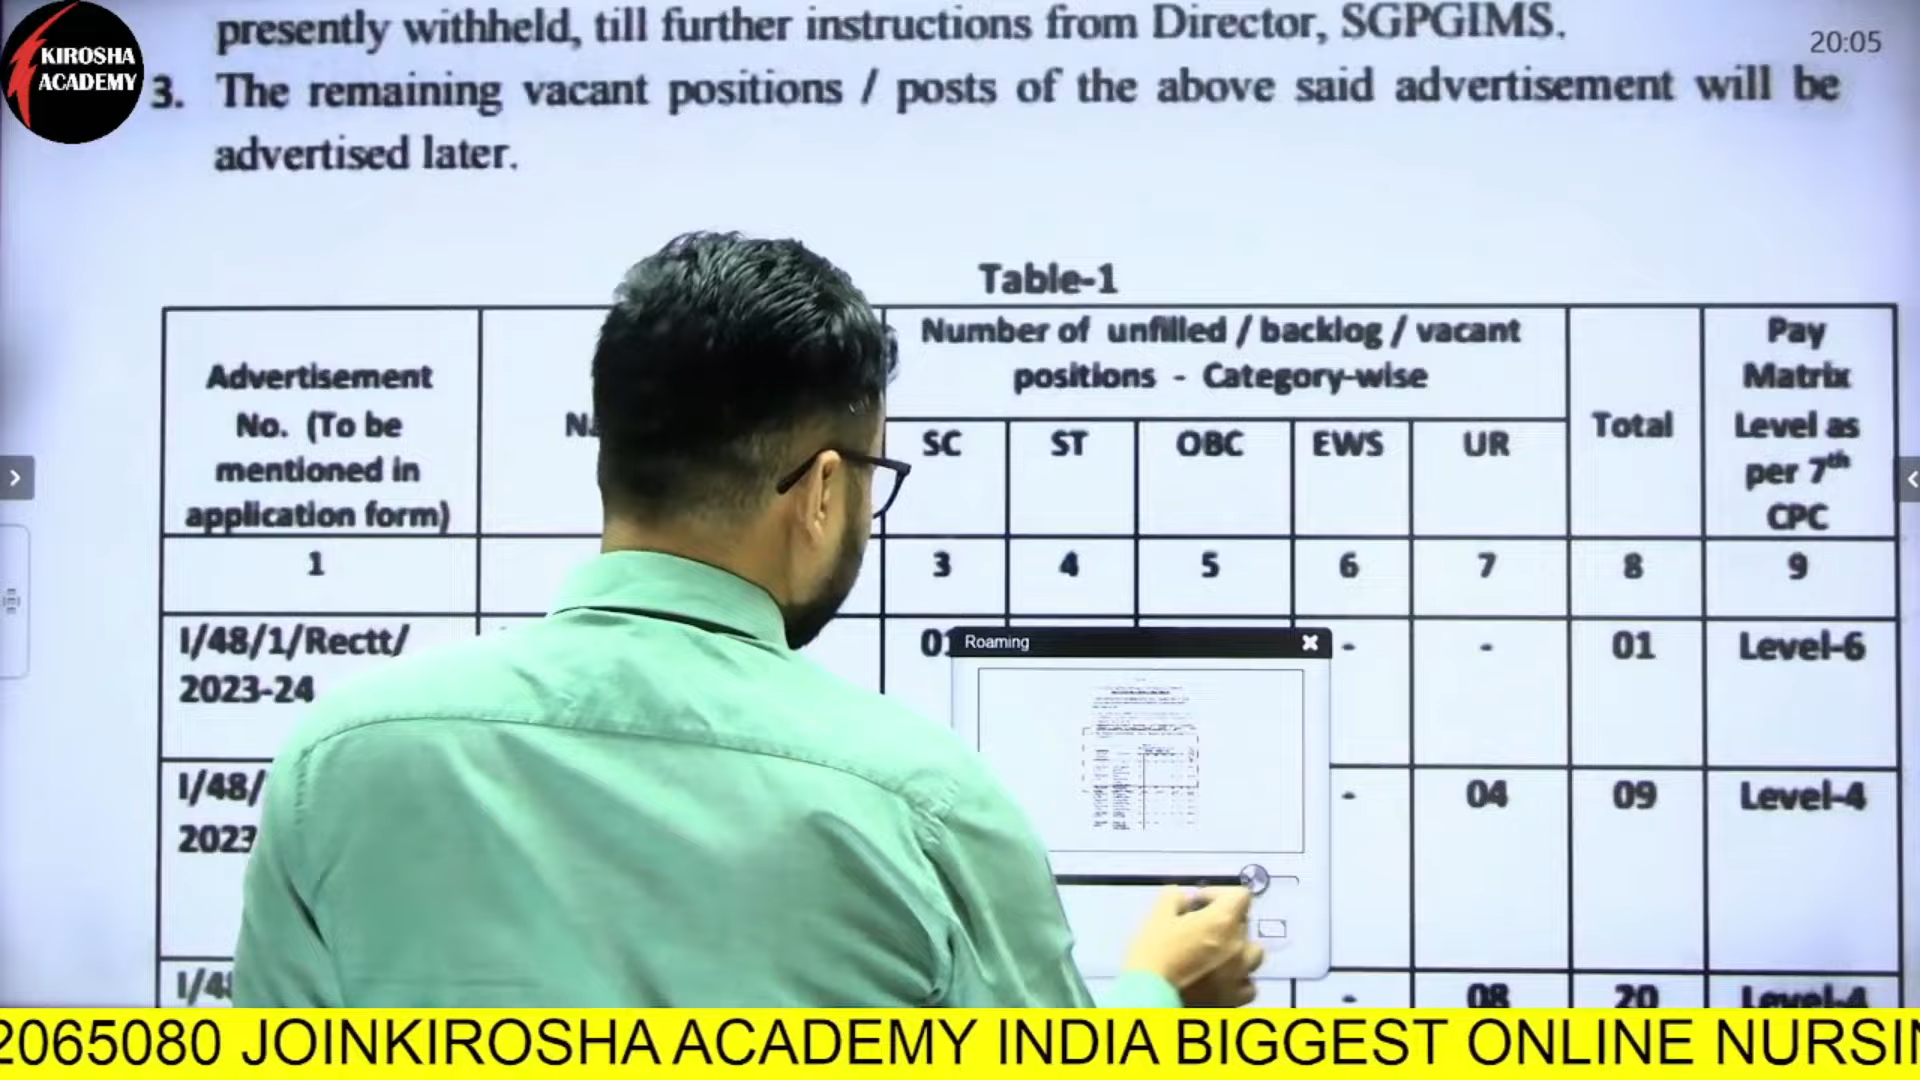 KIROSHA
ACADEMY
20:05
presently withheld, till further instructions from Director, SGPGIMS.
3. The remaining vacant positions / posts of the above said advertisement will be
advertised later.
Table-1
Advertisement
No. (To be
mentioned in
application form)
Number of unfilled / backlog / vacant
positions - Category-wise
SC ST OBC EWS UR
Total
Pay
Matrix
Level as
per 7th
CPC
1 3 4 5 6 7 8 9
I/48/1/Rectt/
2023-24
- - 01 Level-6
Roaming
I/48/
2023
- 04 09 Level-4
- 08 20 Level-4
2065080 JOINKIROSHA ACADEMY INDIA BIGGEST ONLINE